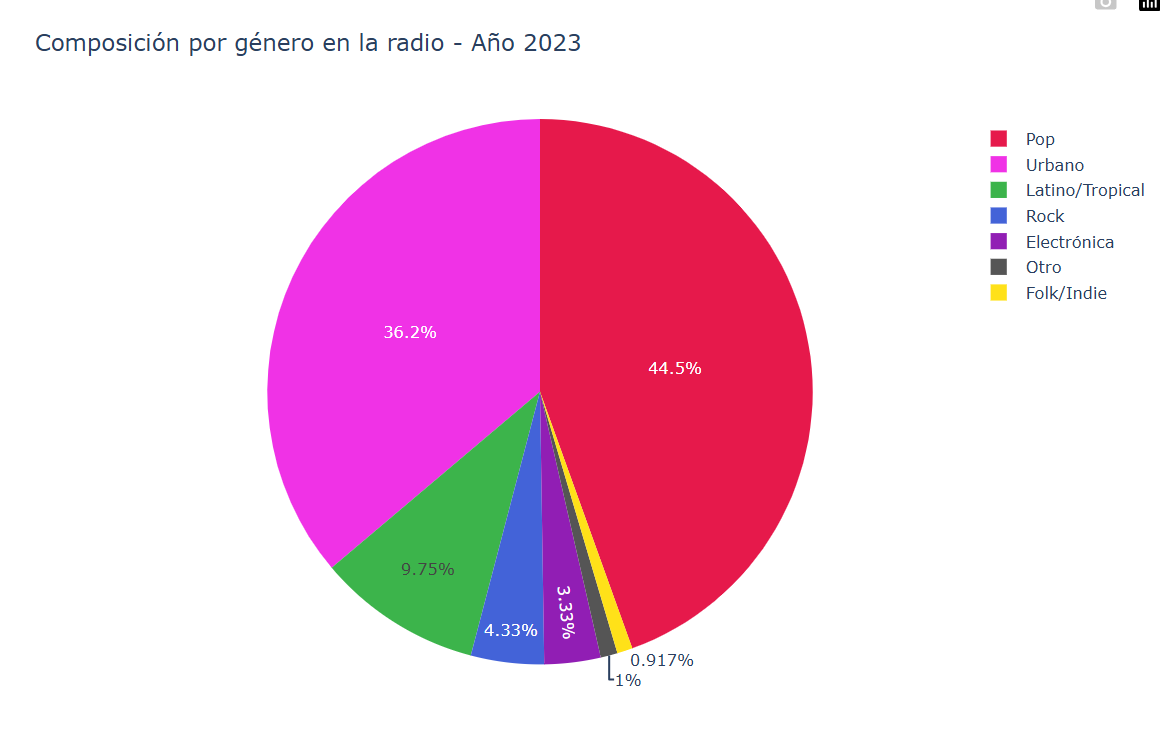 Composición por género en la radio - Año 2023
Pop
Urbano
Latino/Tropical
Rock
Electrónica
Otro
Folk/Indie
36.2%
44.5%
9.75%
4.33%
3.33%
0.917%
1%